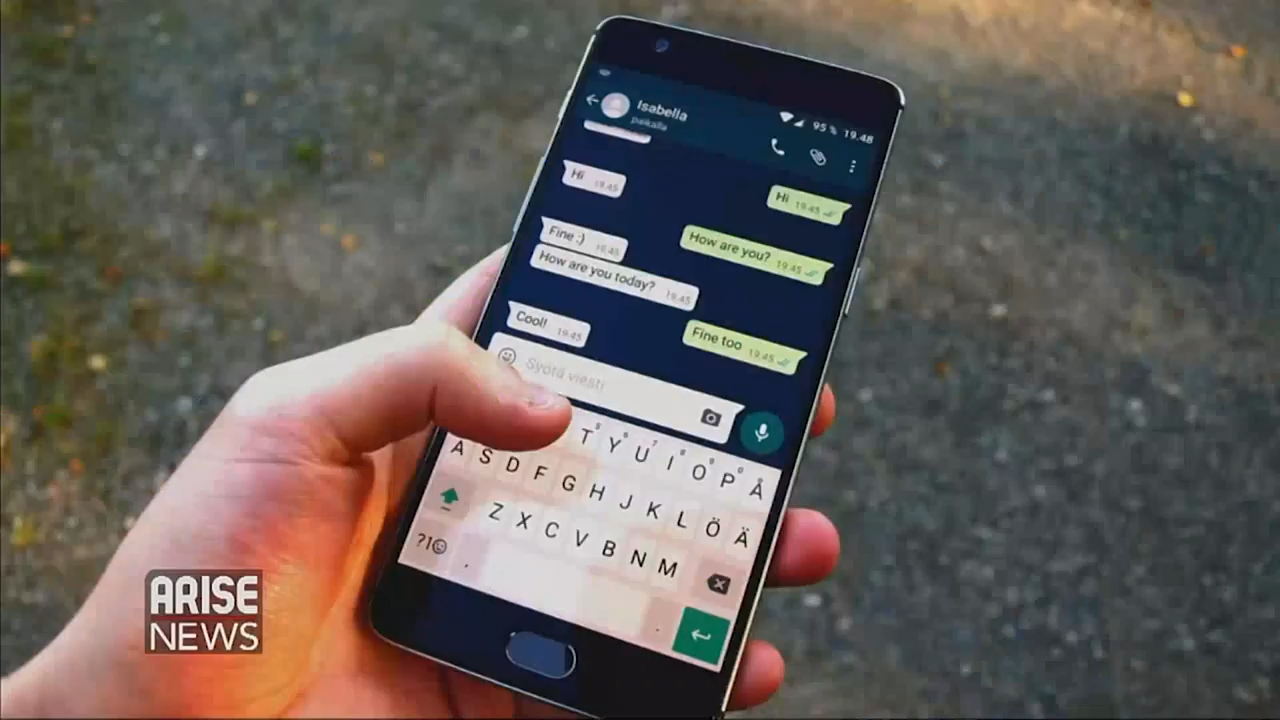 Isabella
paikalla
95% 19.48
Hi 19.45
Hi 19.45
How are you? 19.45
Fine :) 19.45
How are you today? 19.45
Fine too 19.45
Cool! 19.45
Syötä viesti
T Y U I O P Å
A S D F G H J K L Ö Ä
Z X C V B N M
?1☺ , .
ARISE
NEWS